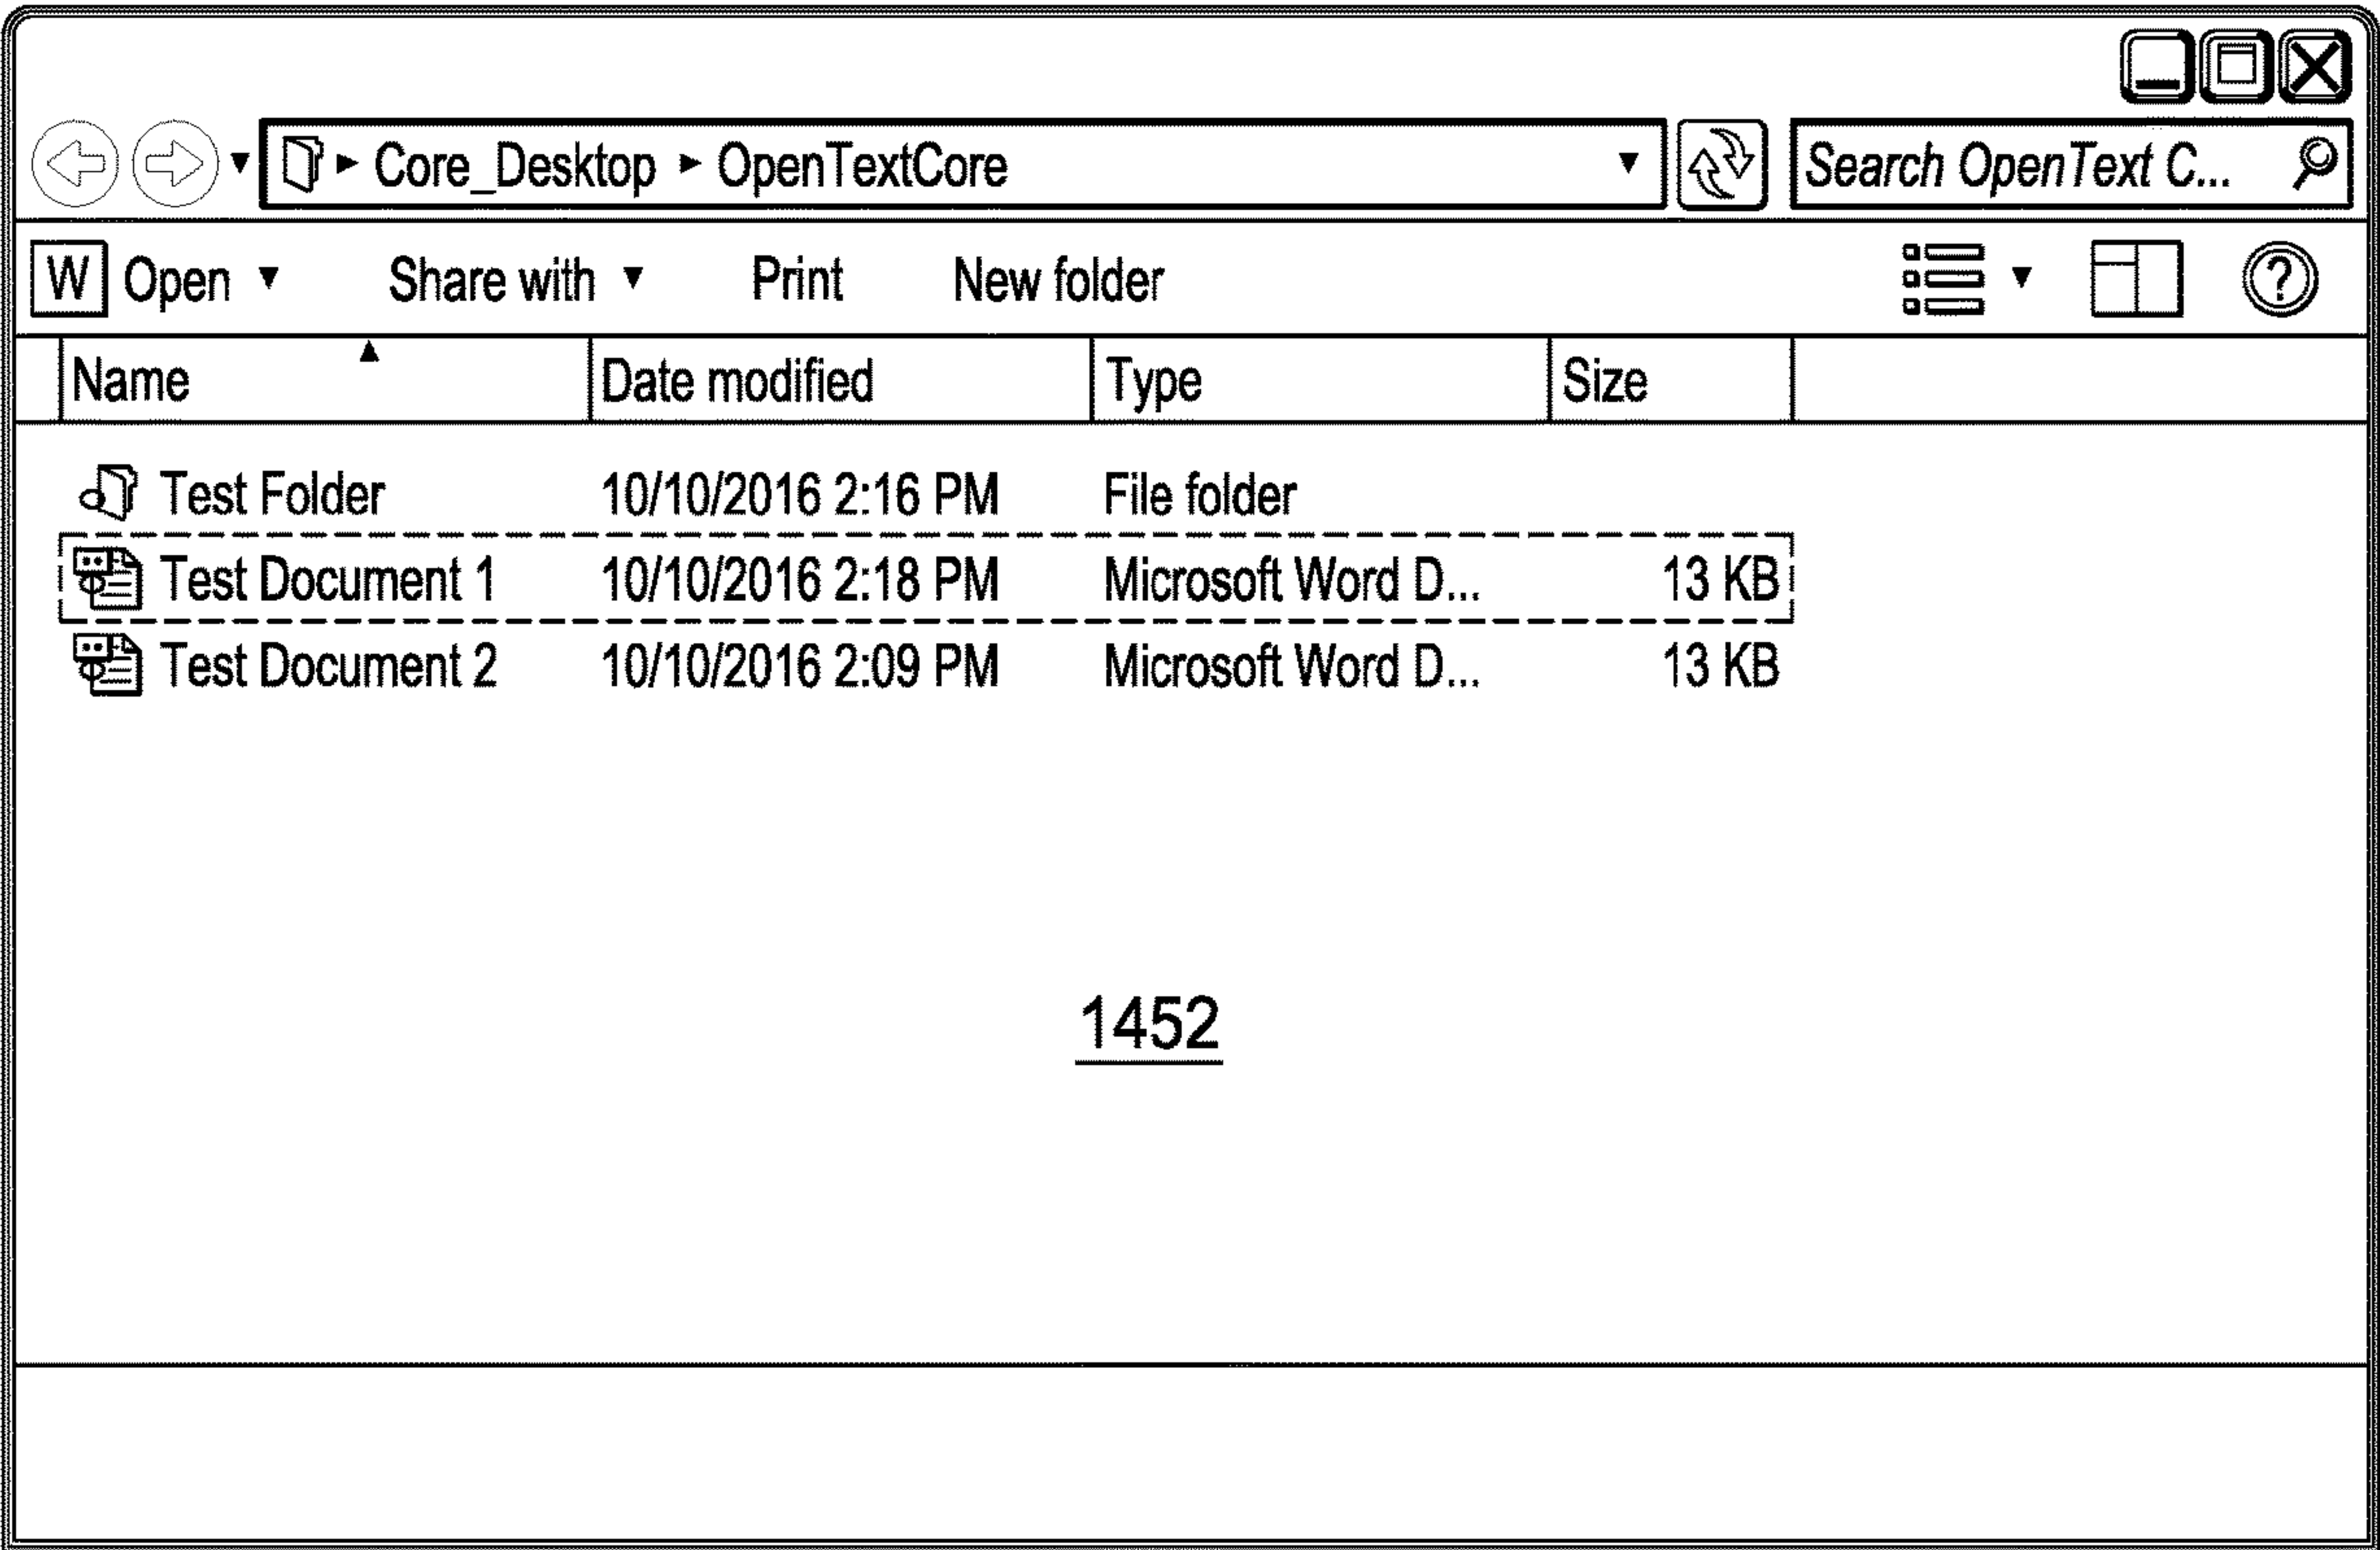 Core_Desktop OpenTextCore Search OpenText C...
W Open Share with Print New folder ?
Name Date modified Type Size
Test Folder 10/10/2016 2:16 PM File folder
Test Document 1 10/10/2016 2:18 PM Microsoft Word D... 13 KB
Test Document 2 10/10/2016 2:09 PM Microsoft Word D... 13 KB
1452